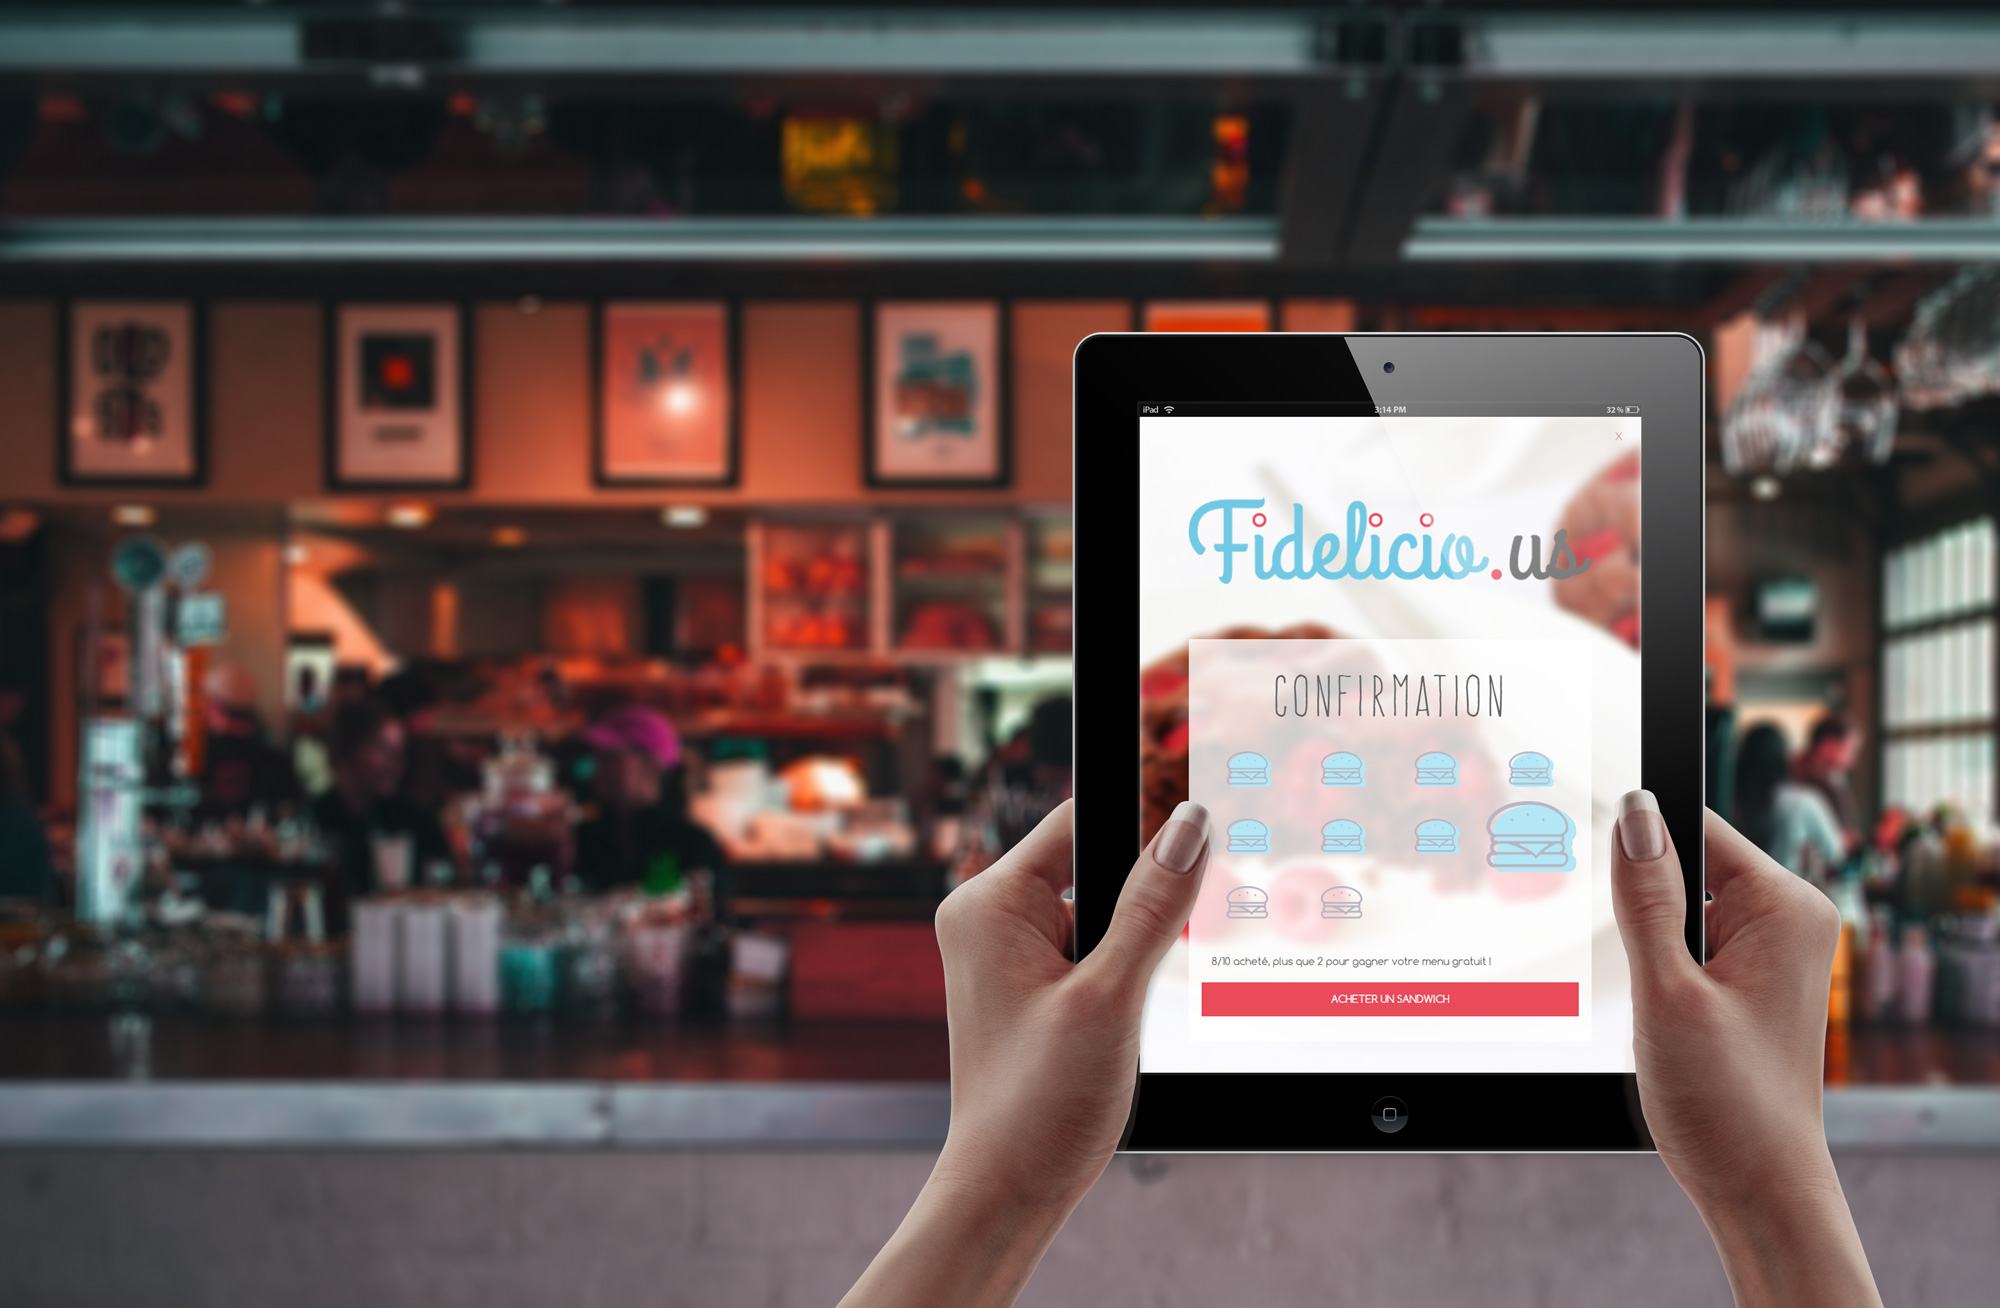 iPad 3:14 PM 32 %
X
Fidelicio.us
CONFIRMATION
8/10 acheté, plus que 2 pour gagner votre menu gratuit !
ACHETER UN SANDWICH